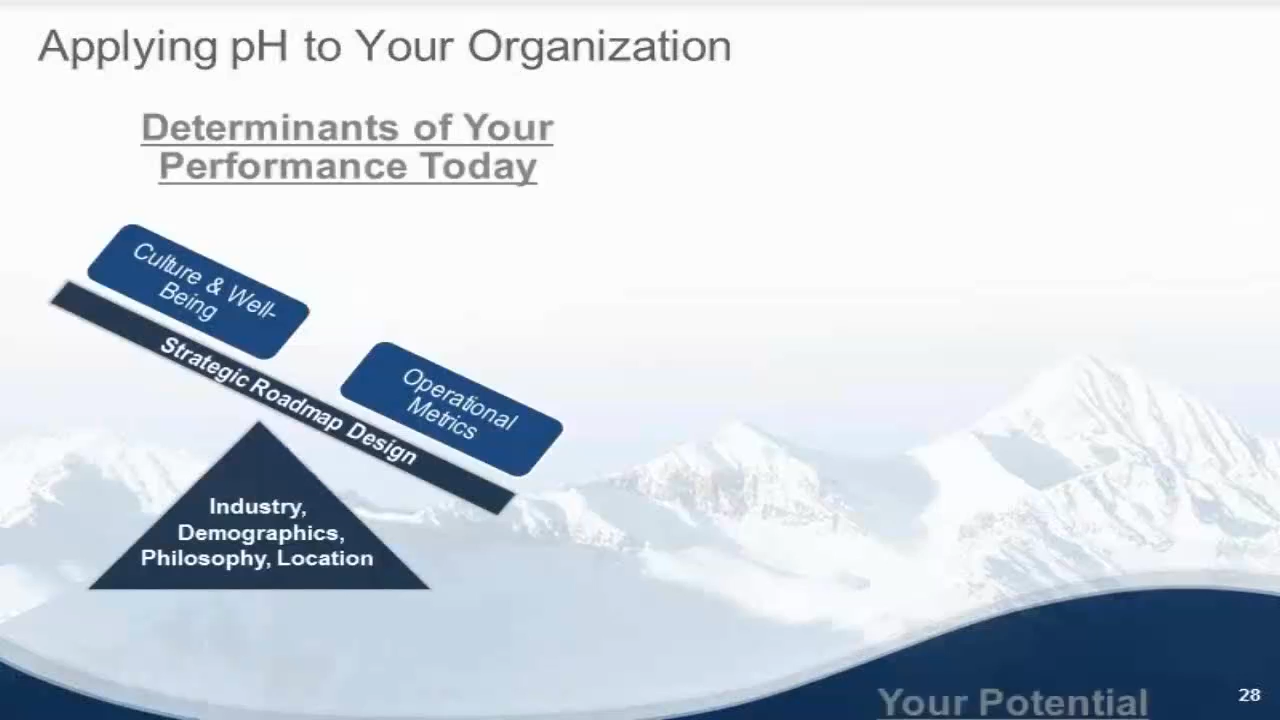 Applying pH to Your Organization
Determinants of Your
Performance Today
Culture & Well-
Being
Operational
Metrics
Strategic Roadmap Design
Industry,
Demographics,
Philosophy, Location
Your Potential
28